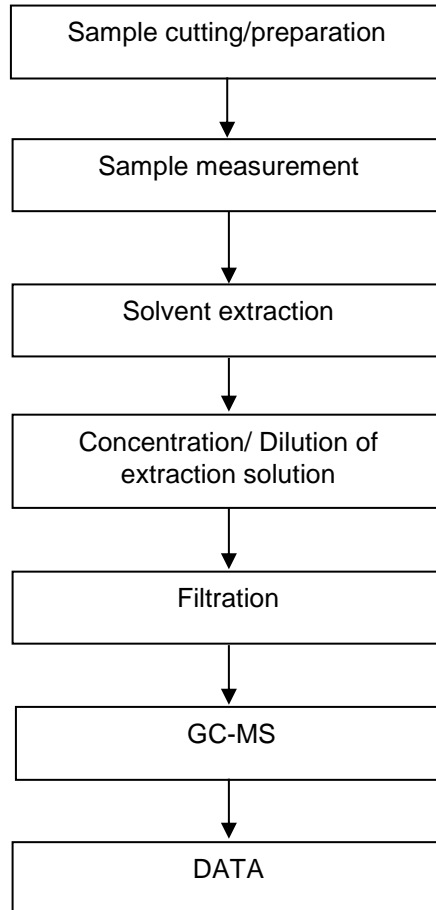 Sample cutting/preparation
Sample measurement
Solvent extraction
Concentration/ Dilution of
extraction solution
Filtration
GC-MS
DATA